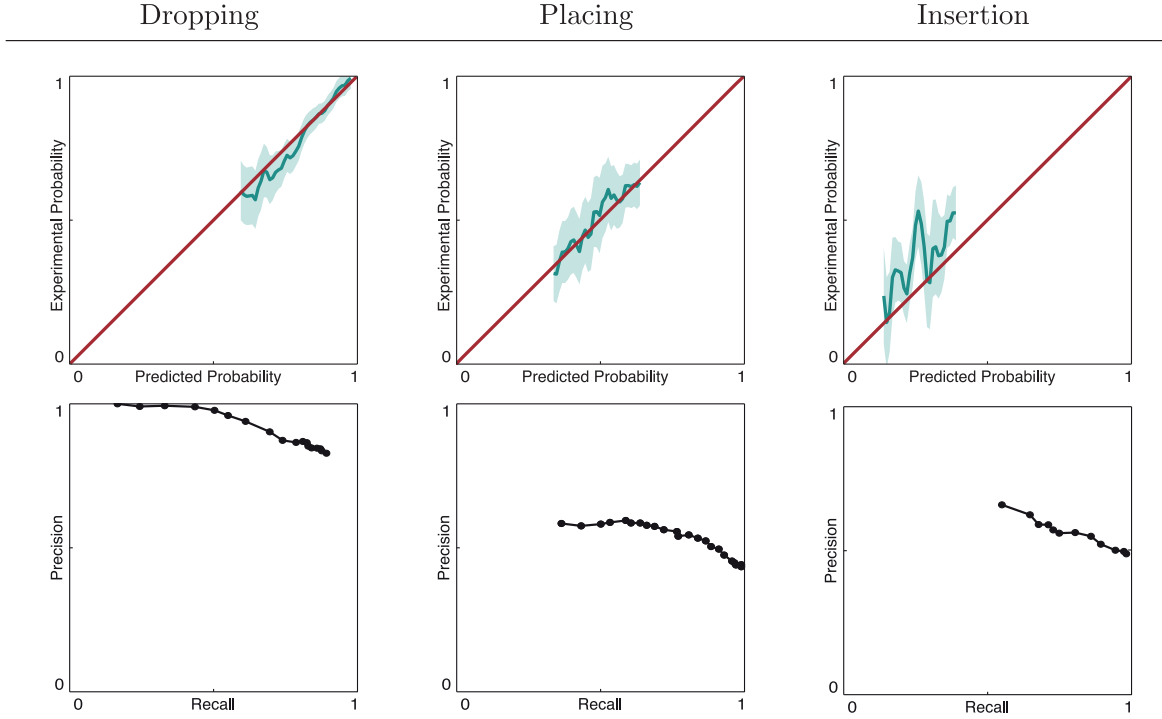 Dropping Placing Insertion
1 1 1
Experimental Probability Experimental Probability Experimental Probability
0 0 0
0 Predicted Probability 1 0 Predicted Probability 1 0 Predicted Probability 1
1 1 1
Precision Precision Precision
0 0 0
0 Recall 1 0 Recall 1 0 Recall 1